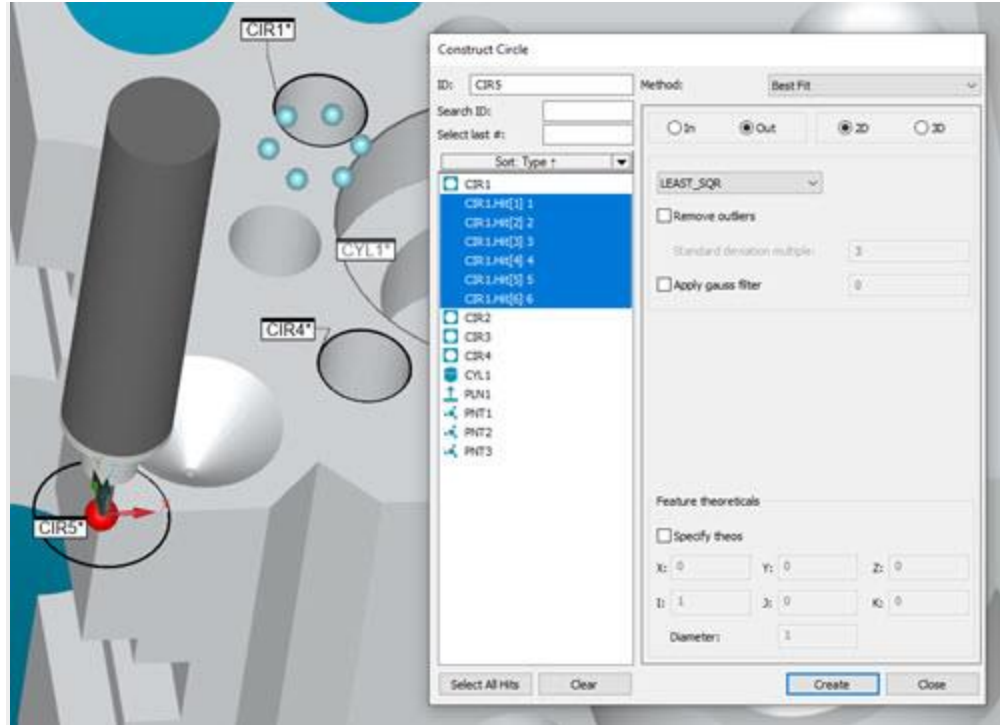 CIR1*
CYL1*
CIR4*
CIR5*
X
Construct Circle
ID: CIR5
Method: Best Fit
Search ID:
Select last #:
In Out 2D 3D
Sort: Type ↑
LEAST_SQR
CIR1
CIR1.Hit[1] 1
CIR1.Hit[2] 2
CIR1.Hit[3] 3
CIR1.Hit[4] 4
CIR1.Hit[5] 5
CIR1.Hit[6] 6
CIR2
CIR3
CIR4
CYL1
PLN1
PNT1
PNT2
PNT3
Remove outliers
Standard deviation multiple: 3
Apply gauss filter 0
Feature theoreticals
Specify theos
X: 0 Y: 0 Z: 0
I: 1 J: 0 K: 0
Diameter: 1
Select All Hits Clear Create Close